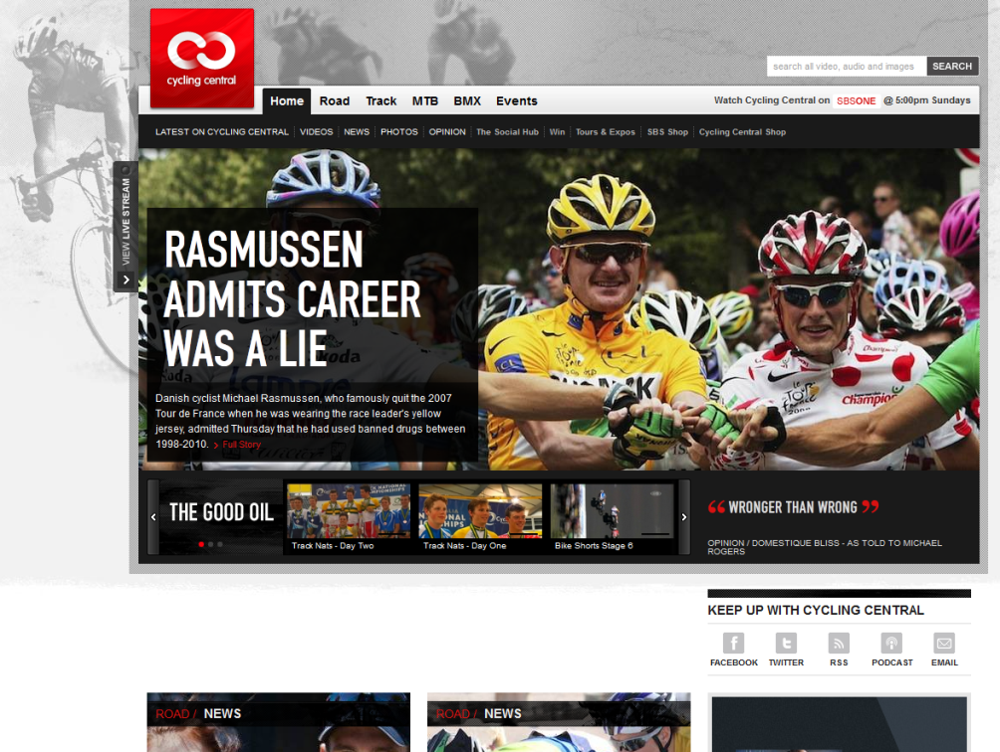 cycling central
search all video, audio and images
SEARCH
Home Road Track MTB BMX Events
Watch Cycling Central on SBSONE @ 5:00pm Sundays
LATEST ON CYCLING CENTRAL VIDEOS NEWS PHOTOS OPINION The Social Hub Win Tours & Expos SBS Shop Cycling Central Shop
VIEW LIVE STREAM
RASMUSSEN
ADMITS CAREER
WAS A LIE
Danish cyclist Michael Rasmussen, who famously quit the 2007
Tour de France when he was wearing the race leader's yellow
jersey, admitted Thursday that he had used banned drugs between
1998-2010. Full Story
le Tour
de France
Champion
THE GOOD OIL
Track Nats - Day Two
Track Nats - Day One
Bike Shorts Stage 6
“ WRONGER THAN WRONG ”
OPINION / DOMESTIQUE BLISS - AS TOLD TO MICHAEL
ROGERS
KEEP UP WITH CYCLING CENTRAL
FACEBOOK TWITTER RSS PODCAST EMAIL
ROAD / NEWS
ROAD / NEWS